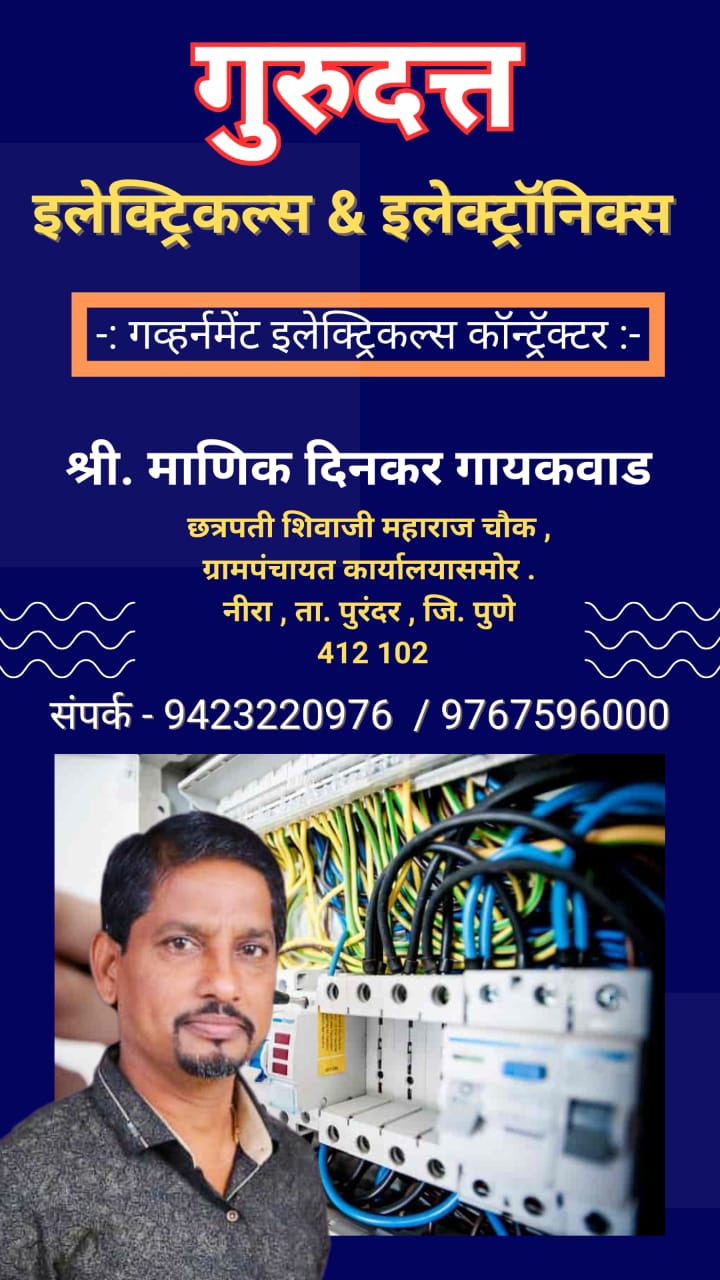 गुरुदत्त
इलेक्ट्रिकल्स & इलेक्ट्रॉनिक्स
-: गव्हर्नमेंट इलेक्ट्रिकल्स कॉन्ट्रॅक्टर :-
श्री. माणिक दिनकर गायकवाड
छत्रपती शिवाजी महाराज चौक ,
ग्रामपंचायत कार्यालयासमोर .
नीरा , ता. पुरंदर , जि. पुणे
412 102
संपर्क - 9423220976 / 9767596000